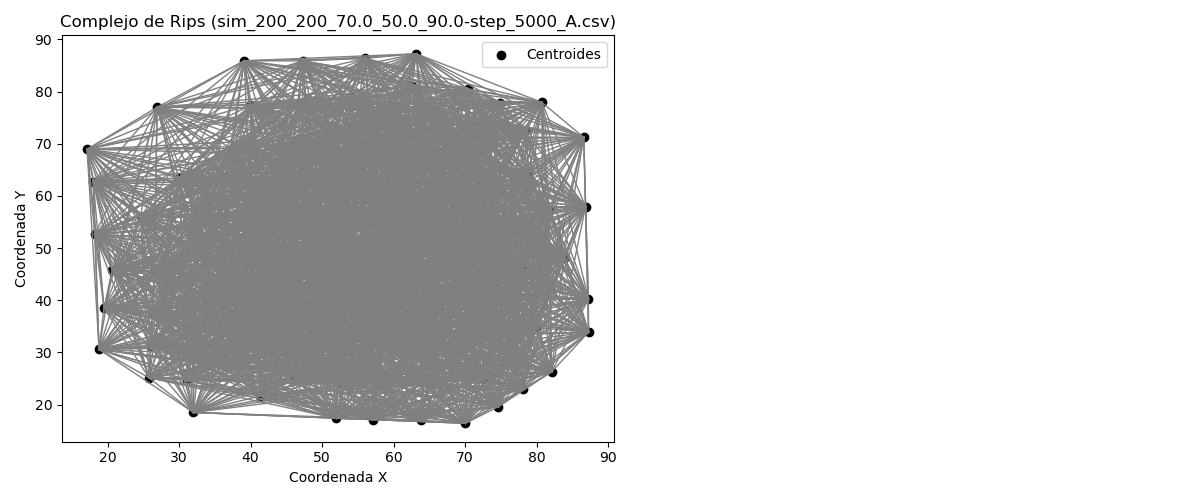 Complejo de Rips (sim_200_200_70.0_50.0_90.0-step_5000_A.csv)
Centroides
Coordenada Y
90
80
70
60
50
40
30
20
20 30 40 50 60 70 80 90
Coordenada X